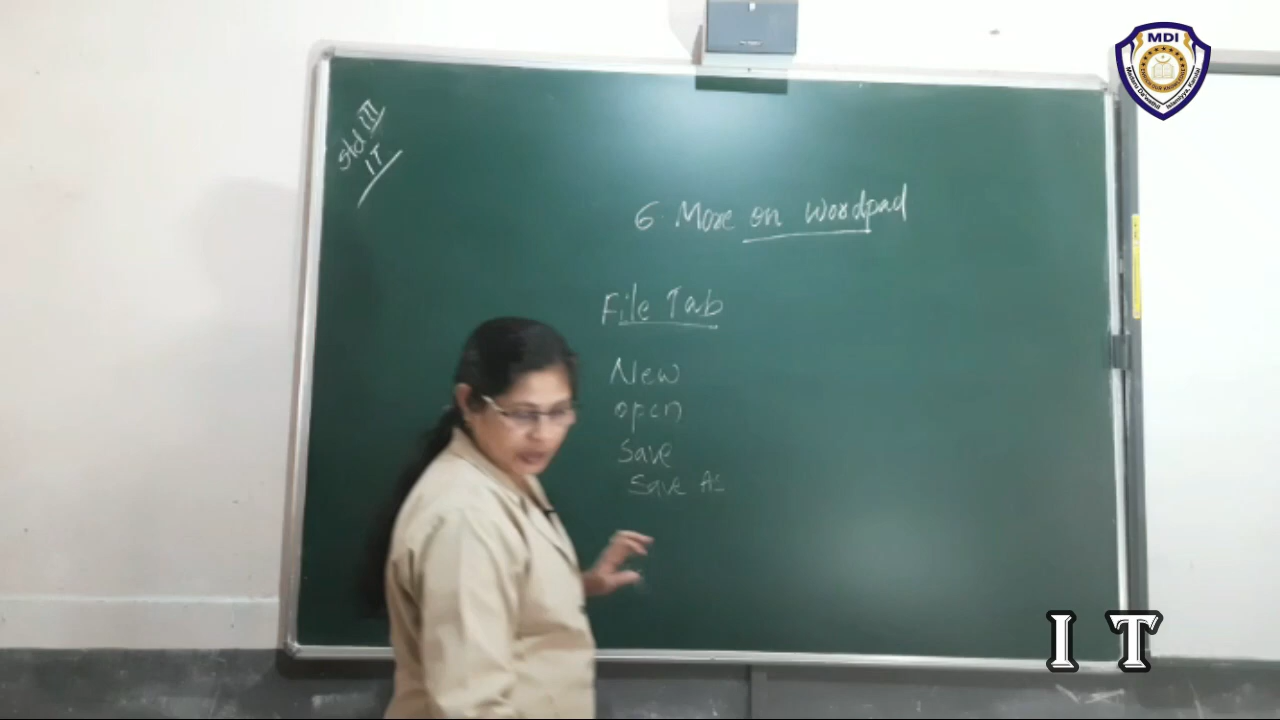 MDI
Std III
IT
6. More on Wordpad
File Tab
New
open
Save
Save As
I T